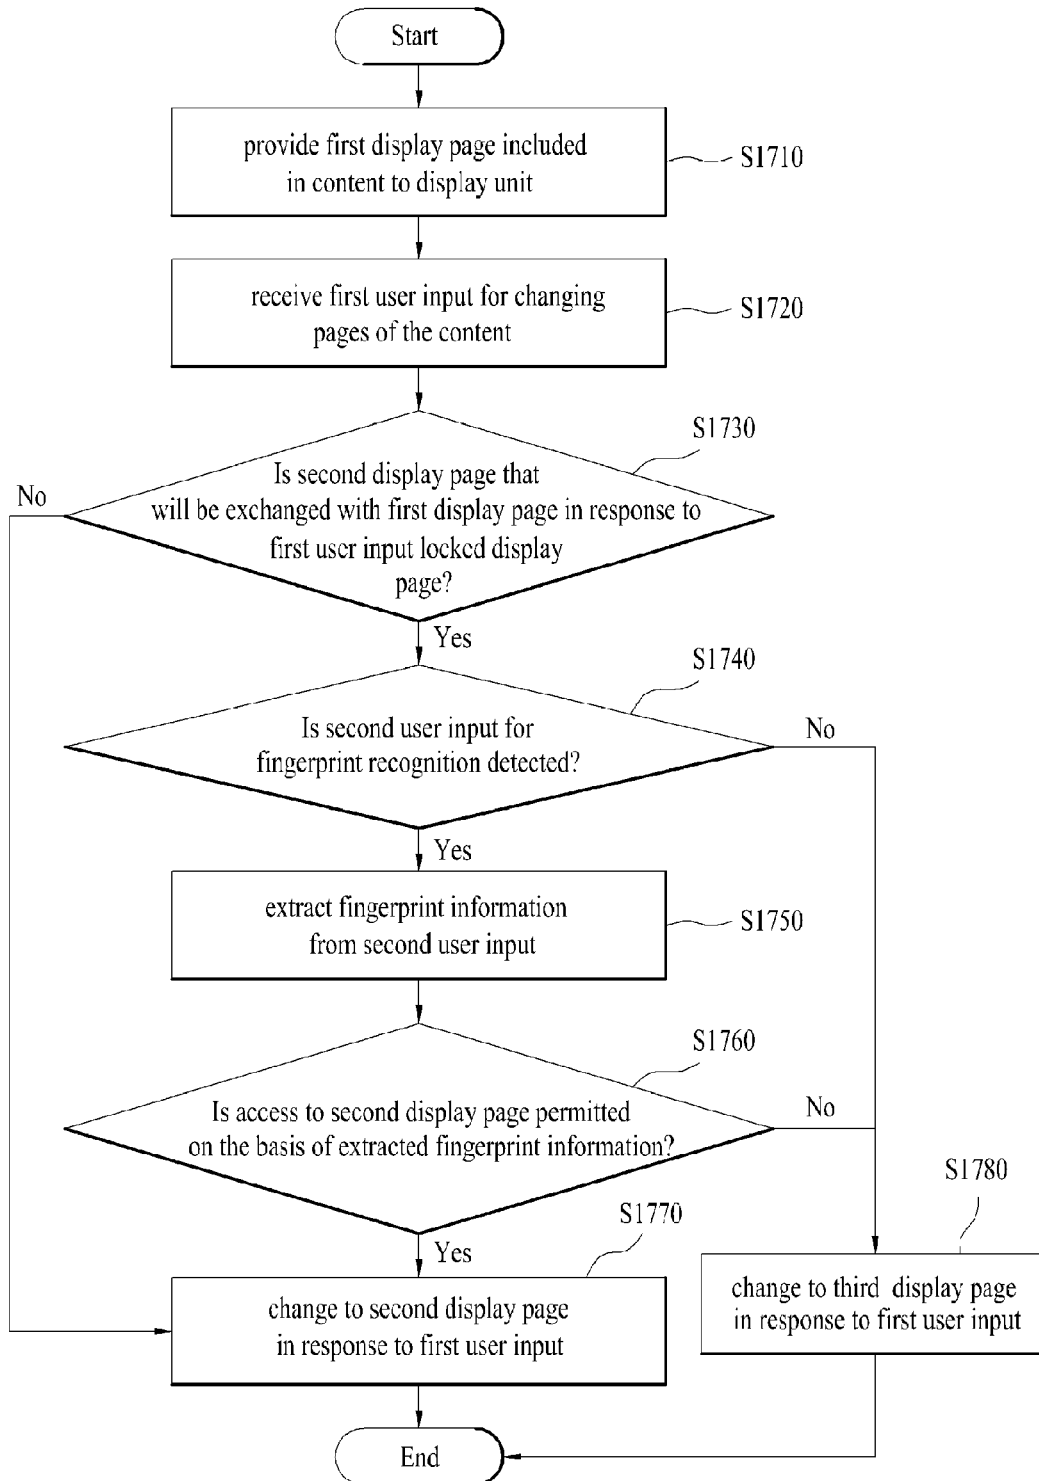 Start
provide first display page included
in content to display unit
S1710
receive first user input for changing
pages of the content
S1720
S1730
Is second display page that
will be exchanged with first display page in response to
first user input locked display
page?
No
Yes
S1740
Is second user input for
fingerprint recognition detected?
No
Yes
extract fingerprint information
from second user input
S1750
S1760
Is access to second display page permitted
on the basis of extracted fingerprint information?
No
Yes
S1770
S1780
change to second display page
in response to first user input
change to third display page
in response to first user input
End